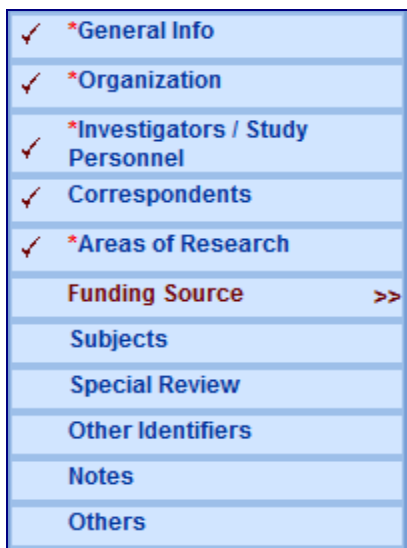 *General Info
*Organization
*Investigators / Study
Personnel
Correspondents
*Areas of Research
Funding Source >>
Subjects
Special Review
Other Identifiers
Notes
Others